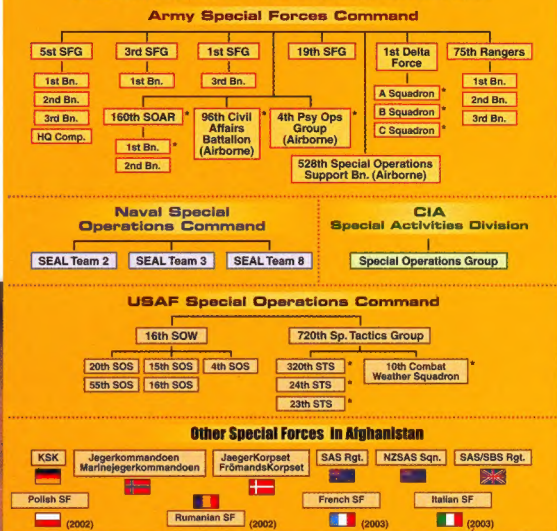 Army Special Forces Command
5st SFG 3rd SFG 1st SFG 19th SFG 1st Delta Force 75th Rangers
1st Bn. 1st Bn. 3rd Bn. A Squadron * 1st Bn.
2nd Bn. B Squadron * 2nd Bn.
3rd Bn. C Squadron * 3rd Bn.
HQ Comp.
160th SOAR * 96th Civil Affairs Battallon (Airborne) * 4th Psy Ops Group (Airborne) *
1st Bn. *
2nd Bn.
528th Special Operations
Support Bn. (Airborne)
Naval Special
Operations Command
SEAL Team 2 SEAL Team 3 SEAL Team 8
CIA
Special Activities Division
Special Operations Group
USAF Special Operations Command
16th SOW 720th Sp. Tactics Group
20th SOS 15th SOS 4th SOS 320th STS * 10th Combat Weather Squadron *
55th SOS 16th SOS 24th STS *
23th STS *
Other Special Forces in Afghanistan
KSK Jegerkommandoen Marinejegerkommandoen JaegerKorpset FrömandsKorpset SAS Rgt. NZSAS Sqn. SAS/SBS Rgt.
Polish SF Rumanian SF French SF Italian SF
(2002) (2002) (2003) (2003)